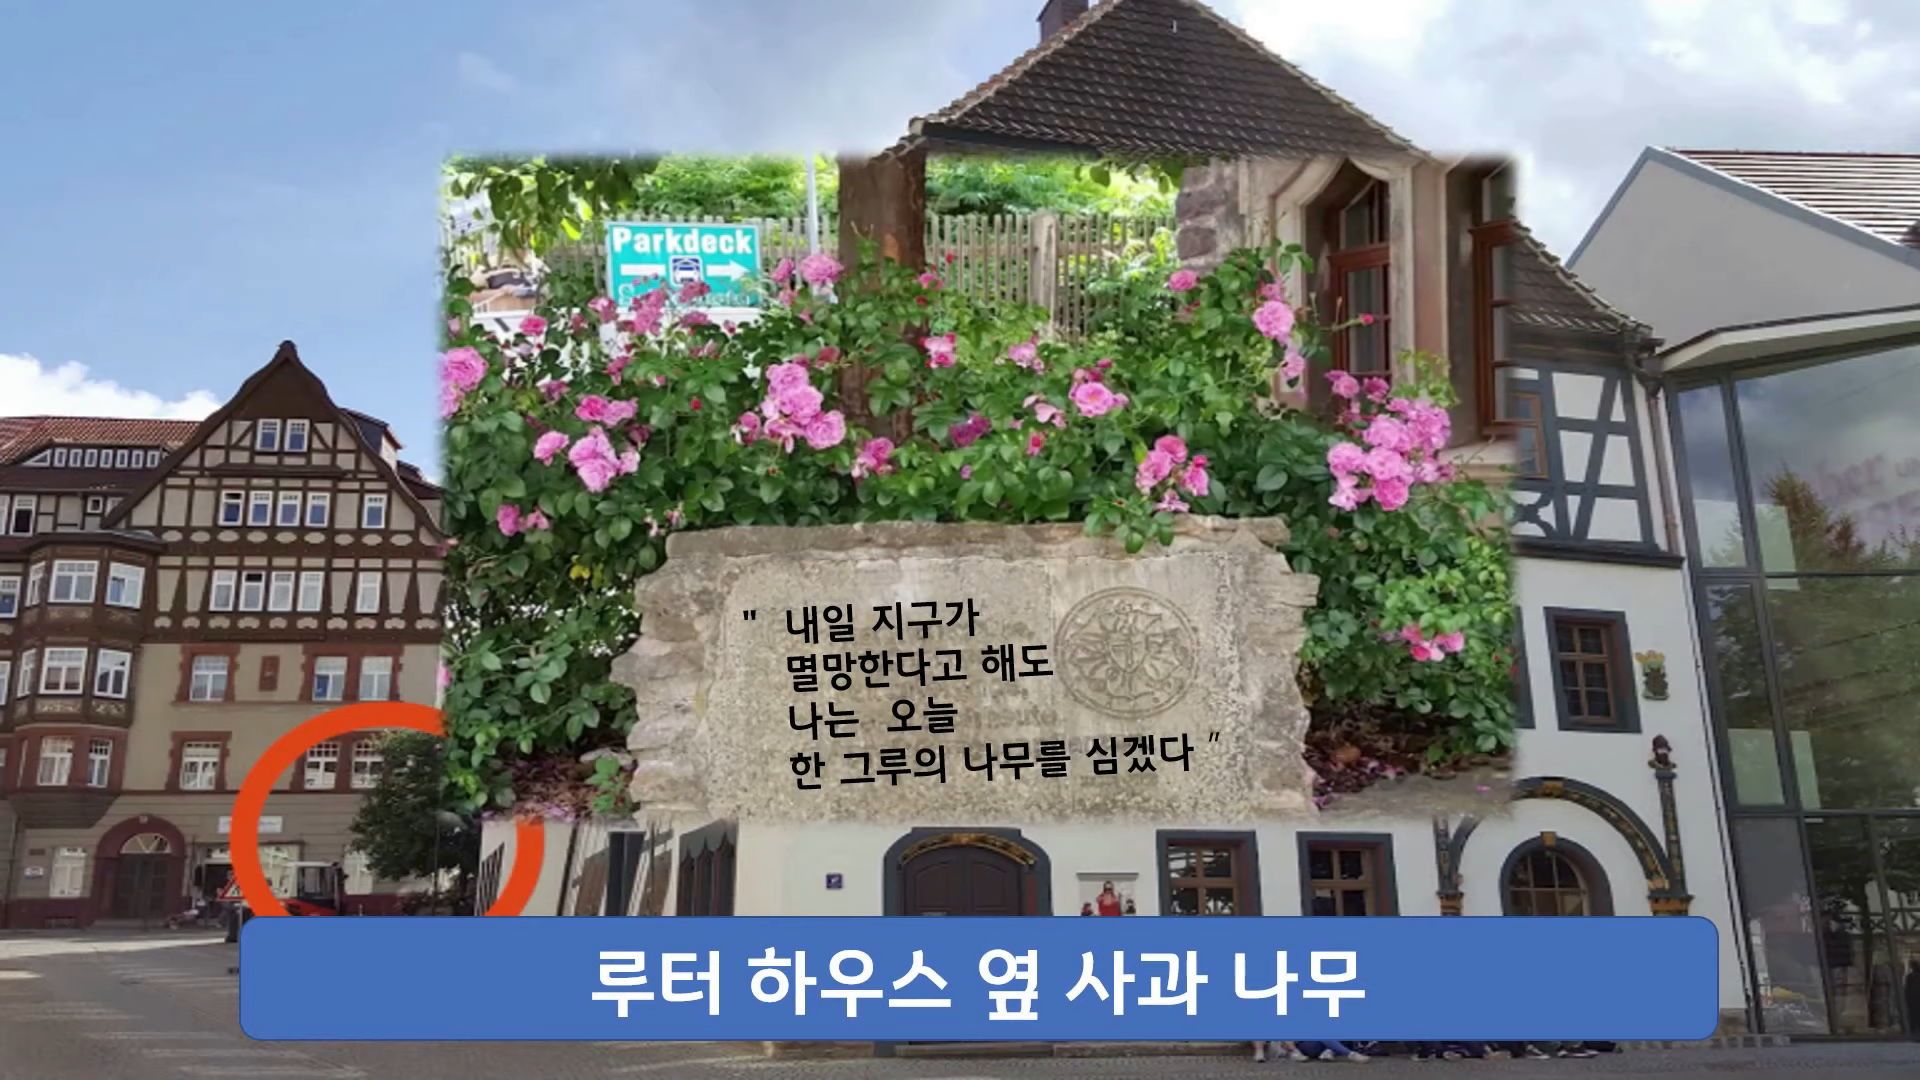 Parkdeck
" 내일 지구가
멸망한다고 해도
나는 오늘
한 그루의 나무를 심겠다 "
루터 하우스 옆 사과 나무